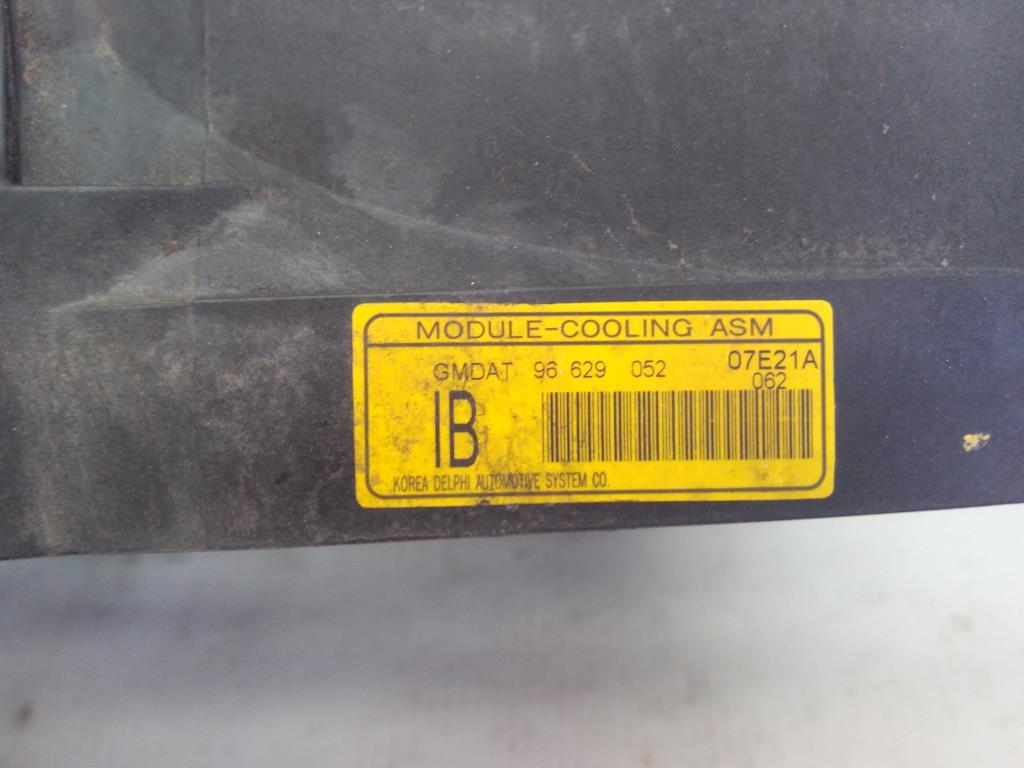 MODULE-COOLING ASM
GMDAT 96 629 052 07E21A
062
IB
KOREA DELPHI AUTOMOTIVE SYSTEM CO.